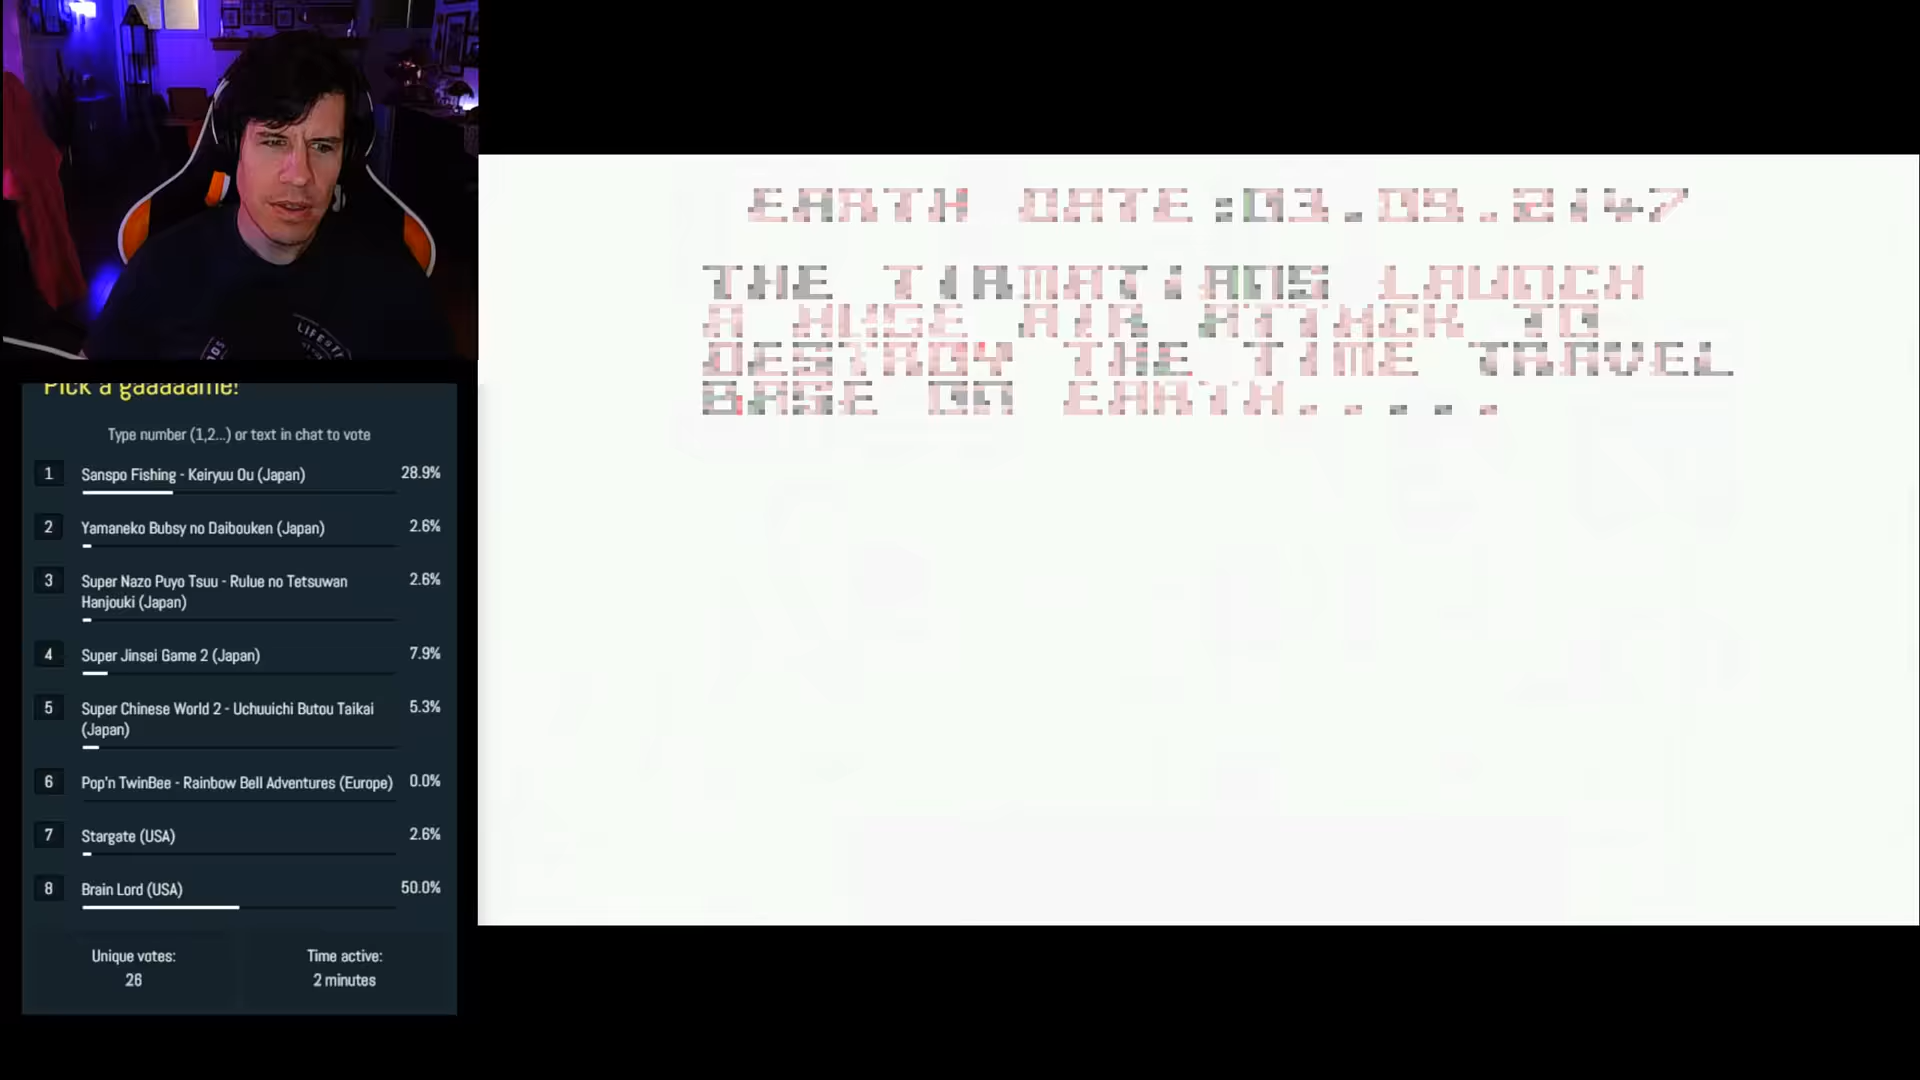 EARTH DATE:03.09.2147
THE TIAMATIANS LAUNCH
A HUGE AIR ATTACK TO
DESTROY THE TIME TRAVEL
BASE ON EARTH.....
Pick a gaaaaame!
Type number (1,2...) or text in chat to vote
1 Sanspo Fishing - Keiryuu Ou (Japan) 28.9%
2 Yamaneko Bubsy no Daibouken (Japan) 2.6%
3 Super Nazo Puyo Tsuu - Rulue no Tetsuwan 2.6%
Hanjouki (Japan)
4 Super Jinsei Game 2 (Japan) 7.9%
5 Super Chinese World 2 - Uchuuichi Butou Taikai 5.3%
(Japan)
6 Pop'n TwinBee - Rainbow Bell Adventures (Europe) 0.0%
7 Stargate (USA) 2.6%
8 Brain Lord (USA) 50.0%
Unique votes: Time active:
26 2 minutes